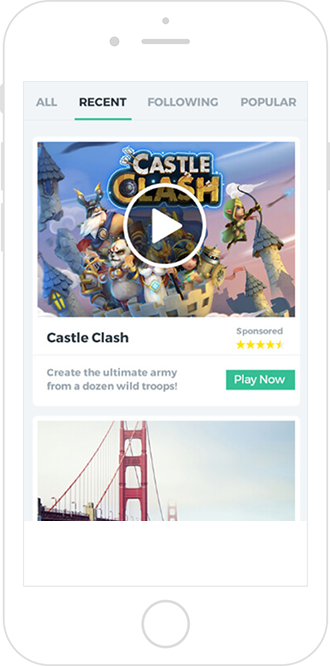 ALL RECENT FOLLOWING POPULAR
CASTLE
CLASH
Castle Clash
Sponsored
Create the ultimate army
from a dozen wild troops!
Play Now